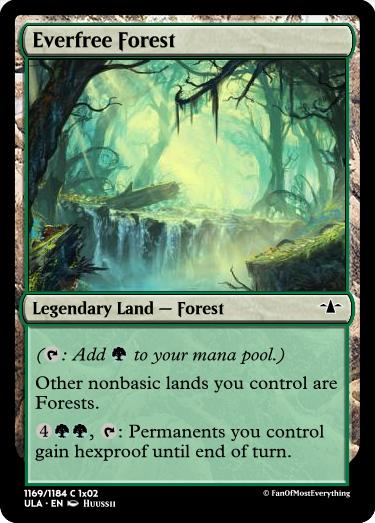 Everfree Forest
Legendary Land — Forest
(: Add to your mana pool.)
Other nonbasic lands you control are
Forests.
4, : Permanents you control
gain hexproof until end of turn.
1169/1184 C 1x02
ULA • EN Huussii
© FanOfMostEverything